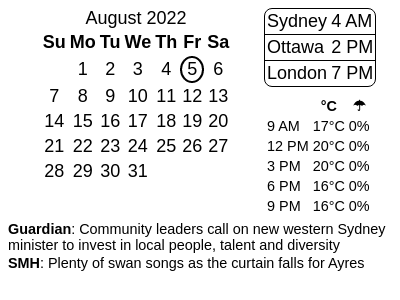 August 2022
Su Mo Tu We Th Fr Sa
1 2 3 4 5 6
7 8 9 10 11 12 13
14 15 16 17 18 19 20
21 22 23 24 25 26 27
28 29 30 31
Sydney 4 AM
Ottawa 2 PM
London 7 PM
°C ☂
9 AM 17°C 0%
12 PM 20°C 0%
3 PM 20°C 0%
6 PM 16°C 0%
9 PM 16°C 0%
Guardian: Community leaders call on new western Sydney
minister to invest in local people, talent and diversity
SMH: Plenty of swan songs as the curtain falls for Ayres